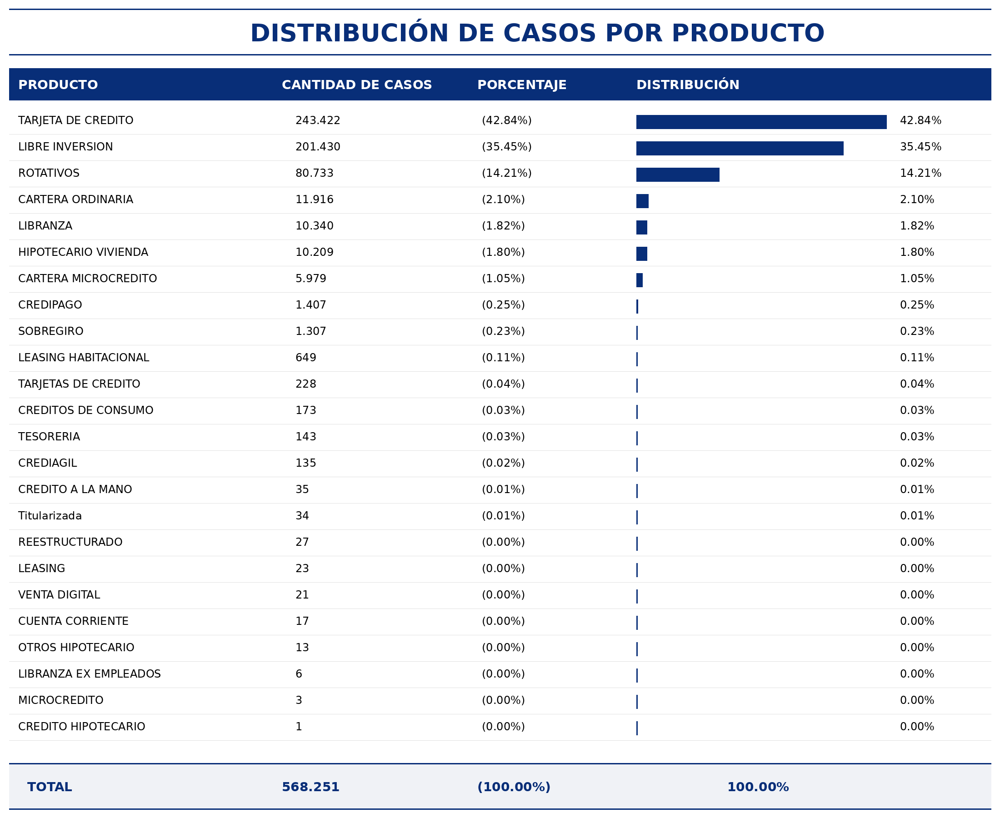 DISTRIBUCIÓN DE CASOS POR PRODUCTO
PRODUCTO CANTIDAD DE CASOS PORCENTAJE DISTRIBUCIÓN
TARJETA DE CREDITO 243.422 (42.84%) 42.84%
LIBRE INVERSION 201.430 (35.45%) 35.45%
ROTATIVOS 80.733 (14.21%) 14.21%
CARTERA ORDINARIA 11.916 (2.10%) 2.10%
LIBRANZA 10.340 (1.82%) 1.82%
HIPOTECARIO VIVIENDA 10.209 (1.80%) 1.80%
CARTERA MICROCREDITO 5.979 (1.05%) 1.05%
CREDIPAGO 1.407 (0.25%) 0.25%
SOBREGIRO 1.307 (0.23%) 0.23%
LEASING HABITACIONAL 649 (0.11%) 0.11%
TARJETAS DE CREDITO 228 (0.04%) 0.04%
CREDITOS DE CONSUMO 173 (0.03%) 0.03%
TESORERIA 143 (0.03%) 0.03%
CREDIAGIL 135 (0.02%) 0.02%
CREDITO A LA MANO 35 (0.01%) 0.01%
Titularizada 34 (0.01%) 0.01%
REESTRUCTURADO 27 (0.00%) 0.00%
LEASING 23 (0.00%) 0.00%
VENTA DIGITAL 21 (0.00%) 0.00%
CUENTA CORRIENTE 17 (0.00%) 0.00%
OTROS HIPOTECARIO 13 (0.00%) 0.00%
LIBRANZA EX EMPLEADOS 6 (0.00%) 0.00%
MICROCREDITO 3 (0.00%) 0.00%
CREDITO HIPOTECARIO 1 (0.00%) 0.00%
TOTAL 568.251 (100.00%) 100.00%